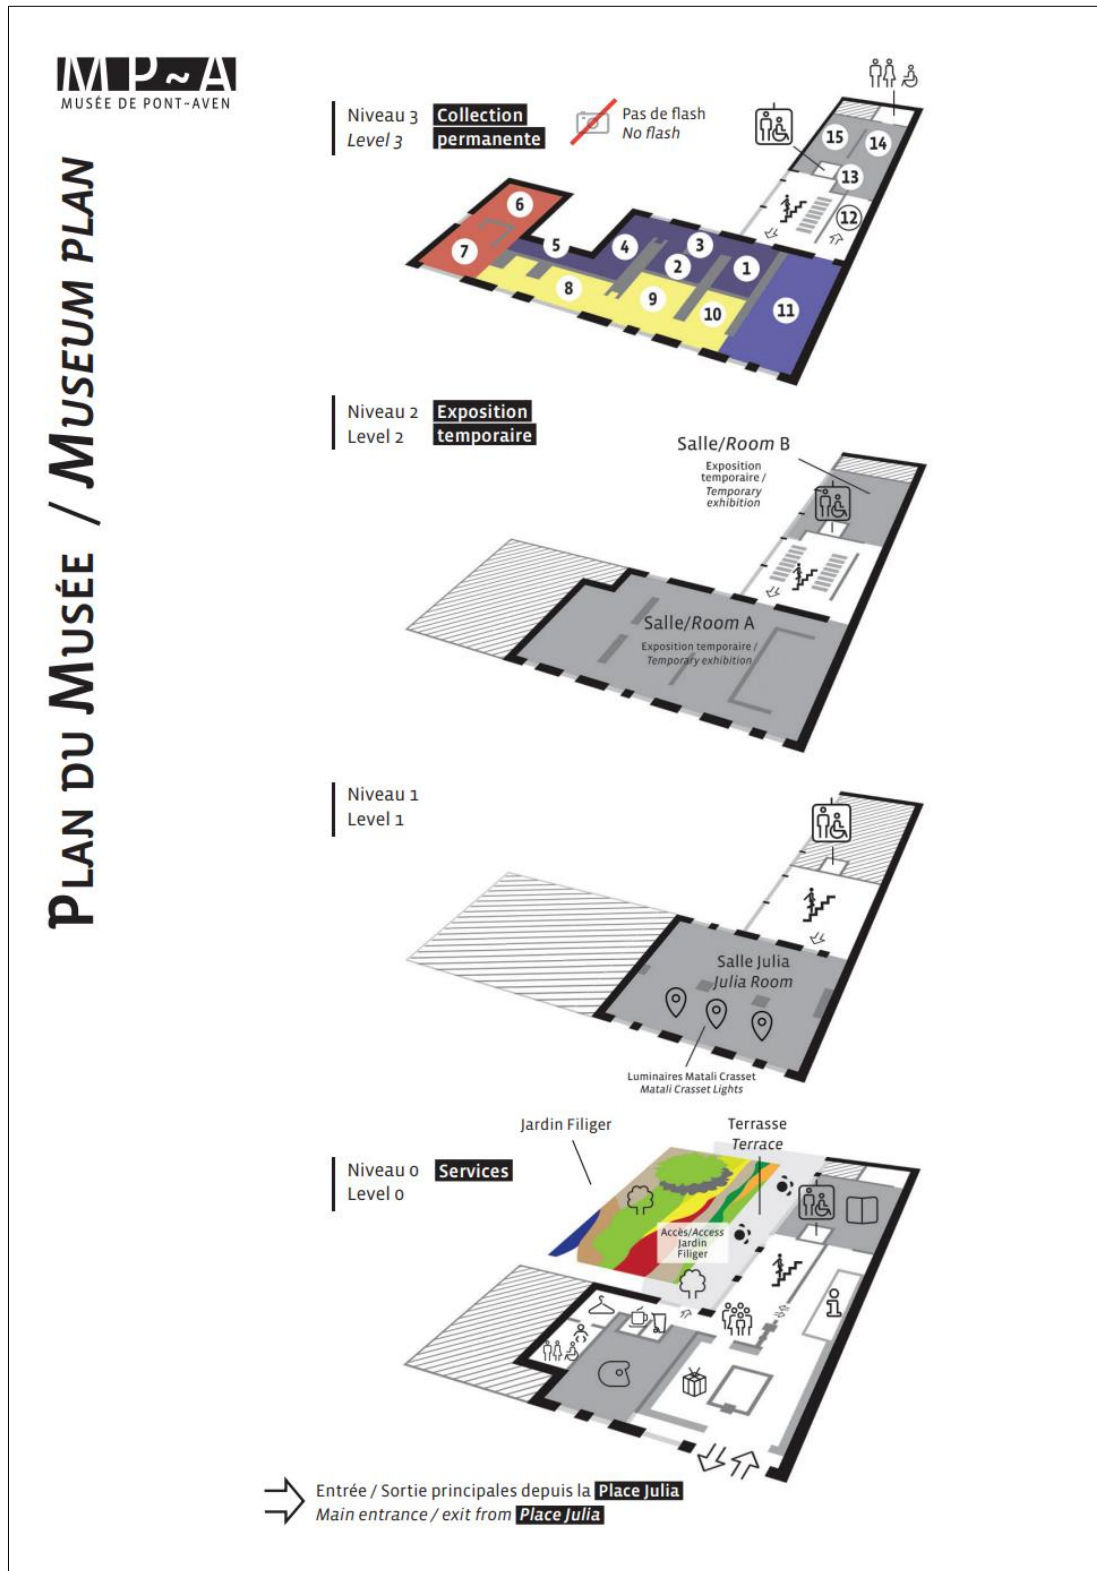 MP~A
MUSÉE DE PONT-AVEN
PLAN DU MUSÉE / MUSEUM PLAN
Niveau 3 Collection
Level 3 permanente
Pas de flash
No flash
15
14
13
12
6
7
5
4
3
2
1
8
9
10
11
Niveau 2 Exposition
Level 2 temporaire
Salle/Room B
Exposition
temporaire /
Temporary
exhibition
Salle/Room A
Exposition temporaire /
Temporary exhibition
Niveau 1
Level 1
Salle Julia
Julia Room
Luminaires Matali Crasset
Matali Crasset Lights
Jardin Filiger
Terrasse
Terrace
Niveau 0 Services
Level 0
Accès/Access
Jardin
Filiger
i
Entrée / Sortie principales depuis la Place Julia
Main entrance / exit from Place Julia